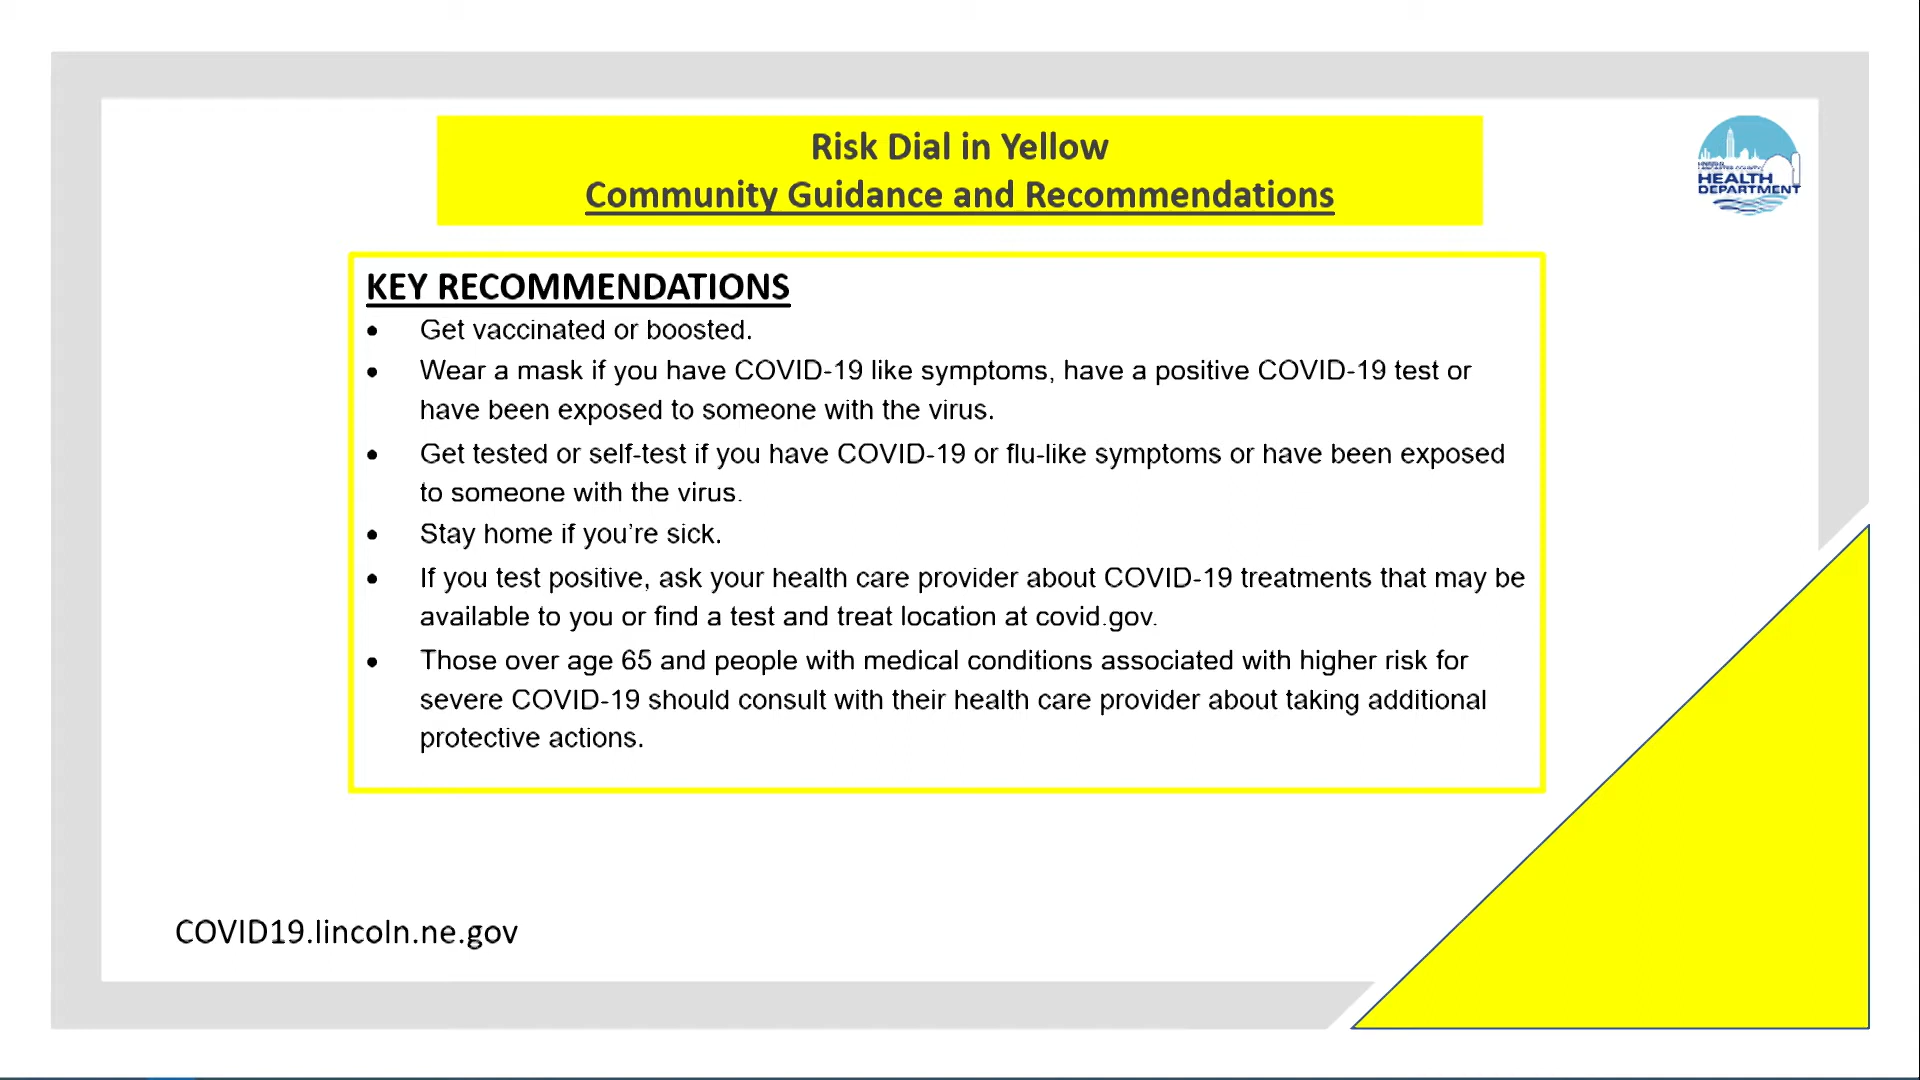 Risk Dial in Yellow
Community Guidance and Recommendations
HEALTH
DEPARTMENT
KEY RECOMMENDATIONS
• Get vaccinated or boosted.
• Wear a mask if you have COVID-19 like symptoms, have a positive COVID-19 test or
have been exposed to someone with the virus.
• Get tested or self-test if you have COVID-19 or flu-like symptoms or have been exposed
to someone with the virus.
• Stay home if you’re sick.
• If you test positive, ask your health care provider about COVID-19 treatments that may be
available to you or find a test and treat location at covid.gov.
• Those over age 65 and people with medical conditions associated with higher risk for
severe COVID-19 should consult with their health care provider about taking additional
protective actions.
COVID19.lincoln.ne.gov